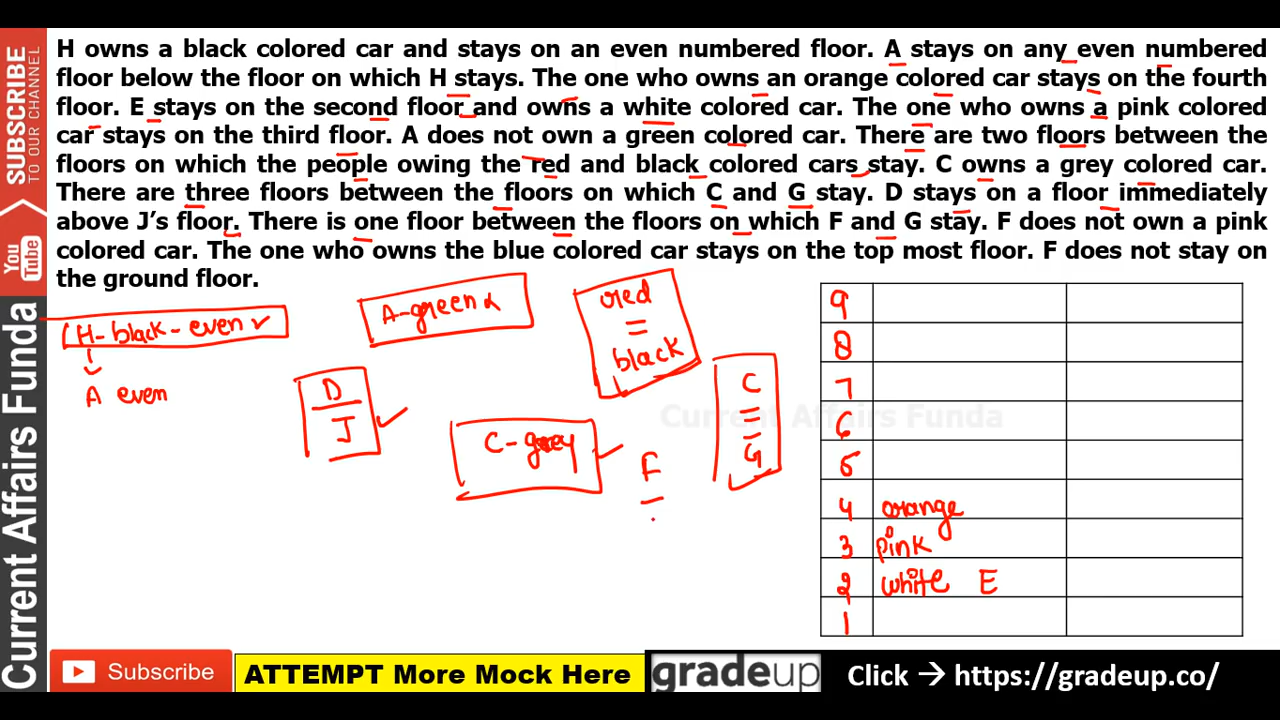 H owns a black colored car and stays on an even numbered floor. A stays on any even numbered
floor below the floor on which H stays. The one who owns an orange colored car stays on the fourth
floor. E stays on the second floor and owns a white colored car. The one who owns a pink colored
car stays on the third floor. A does not own a green colored car. There are two floors between the
floors on which the people owing the red and black colored cars stay. C owns a grey colored car.
There are three floors between the floors on which C and G stay. D stays on a floor immediately
above J's floor. There is one floor between the floors on which F and G stay. F does not own a pink
colored car. The one who owns the blue colored car stays on the top most floor. F does not stay on
the ground floor.
H-black-even
A even
A-green
red
black
D
J
C-grey
F
C
G
9
8
7
6
5
4 orange
3 pink
2 white E
1
Current Affairs Funda
SUBSCRIBE
OUR CHANNEL
You Tube
Current Affairs Funda
Subscribe
ATTEMPT More Mock Here
gradeup
Click → https://gradeup.co/